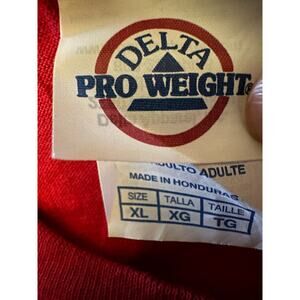 DELTA
PRO WEIGHT®
ADULTO ADULTE
MADE IN HONDURAS
SIZE TALLA TAILLE
XL XG TG